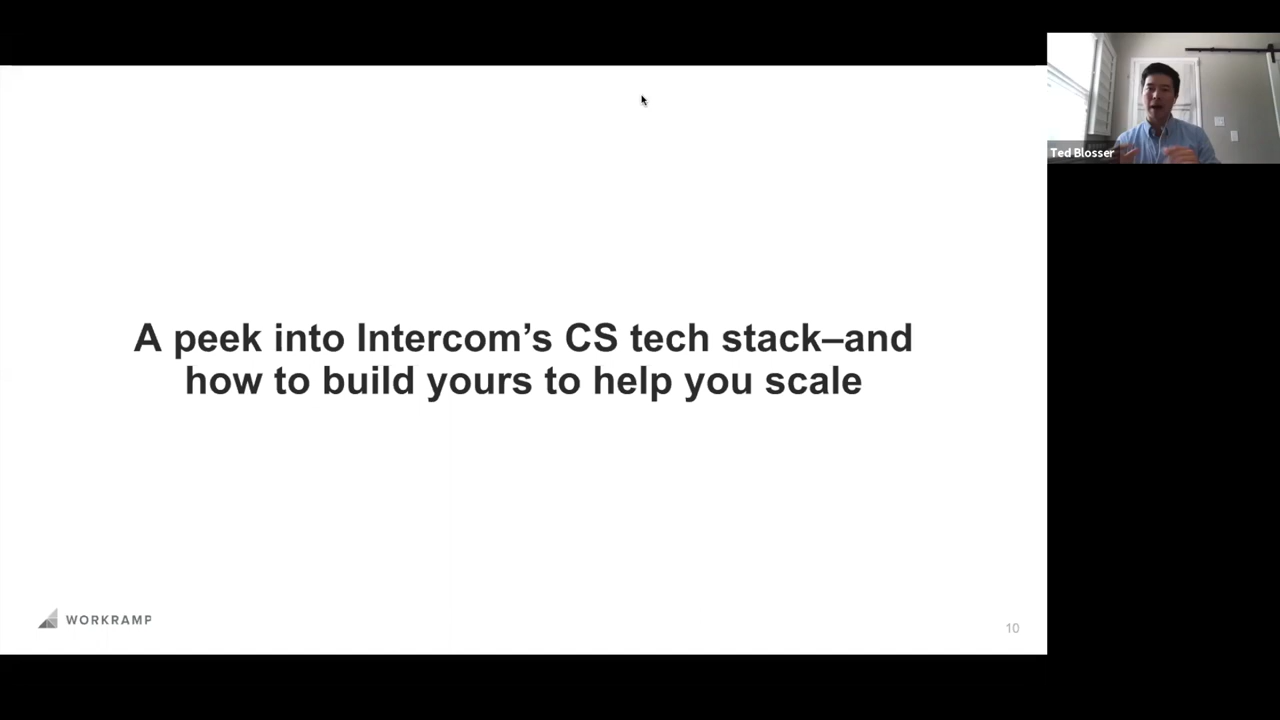 A peek into Intercom’s CS tech stack–and
how to build yours to help you scale
Ted Blosser
WORKRAMP
10